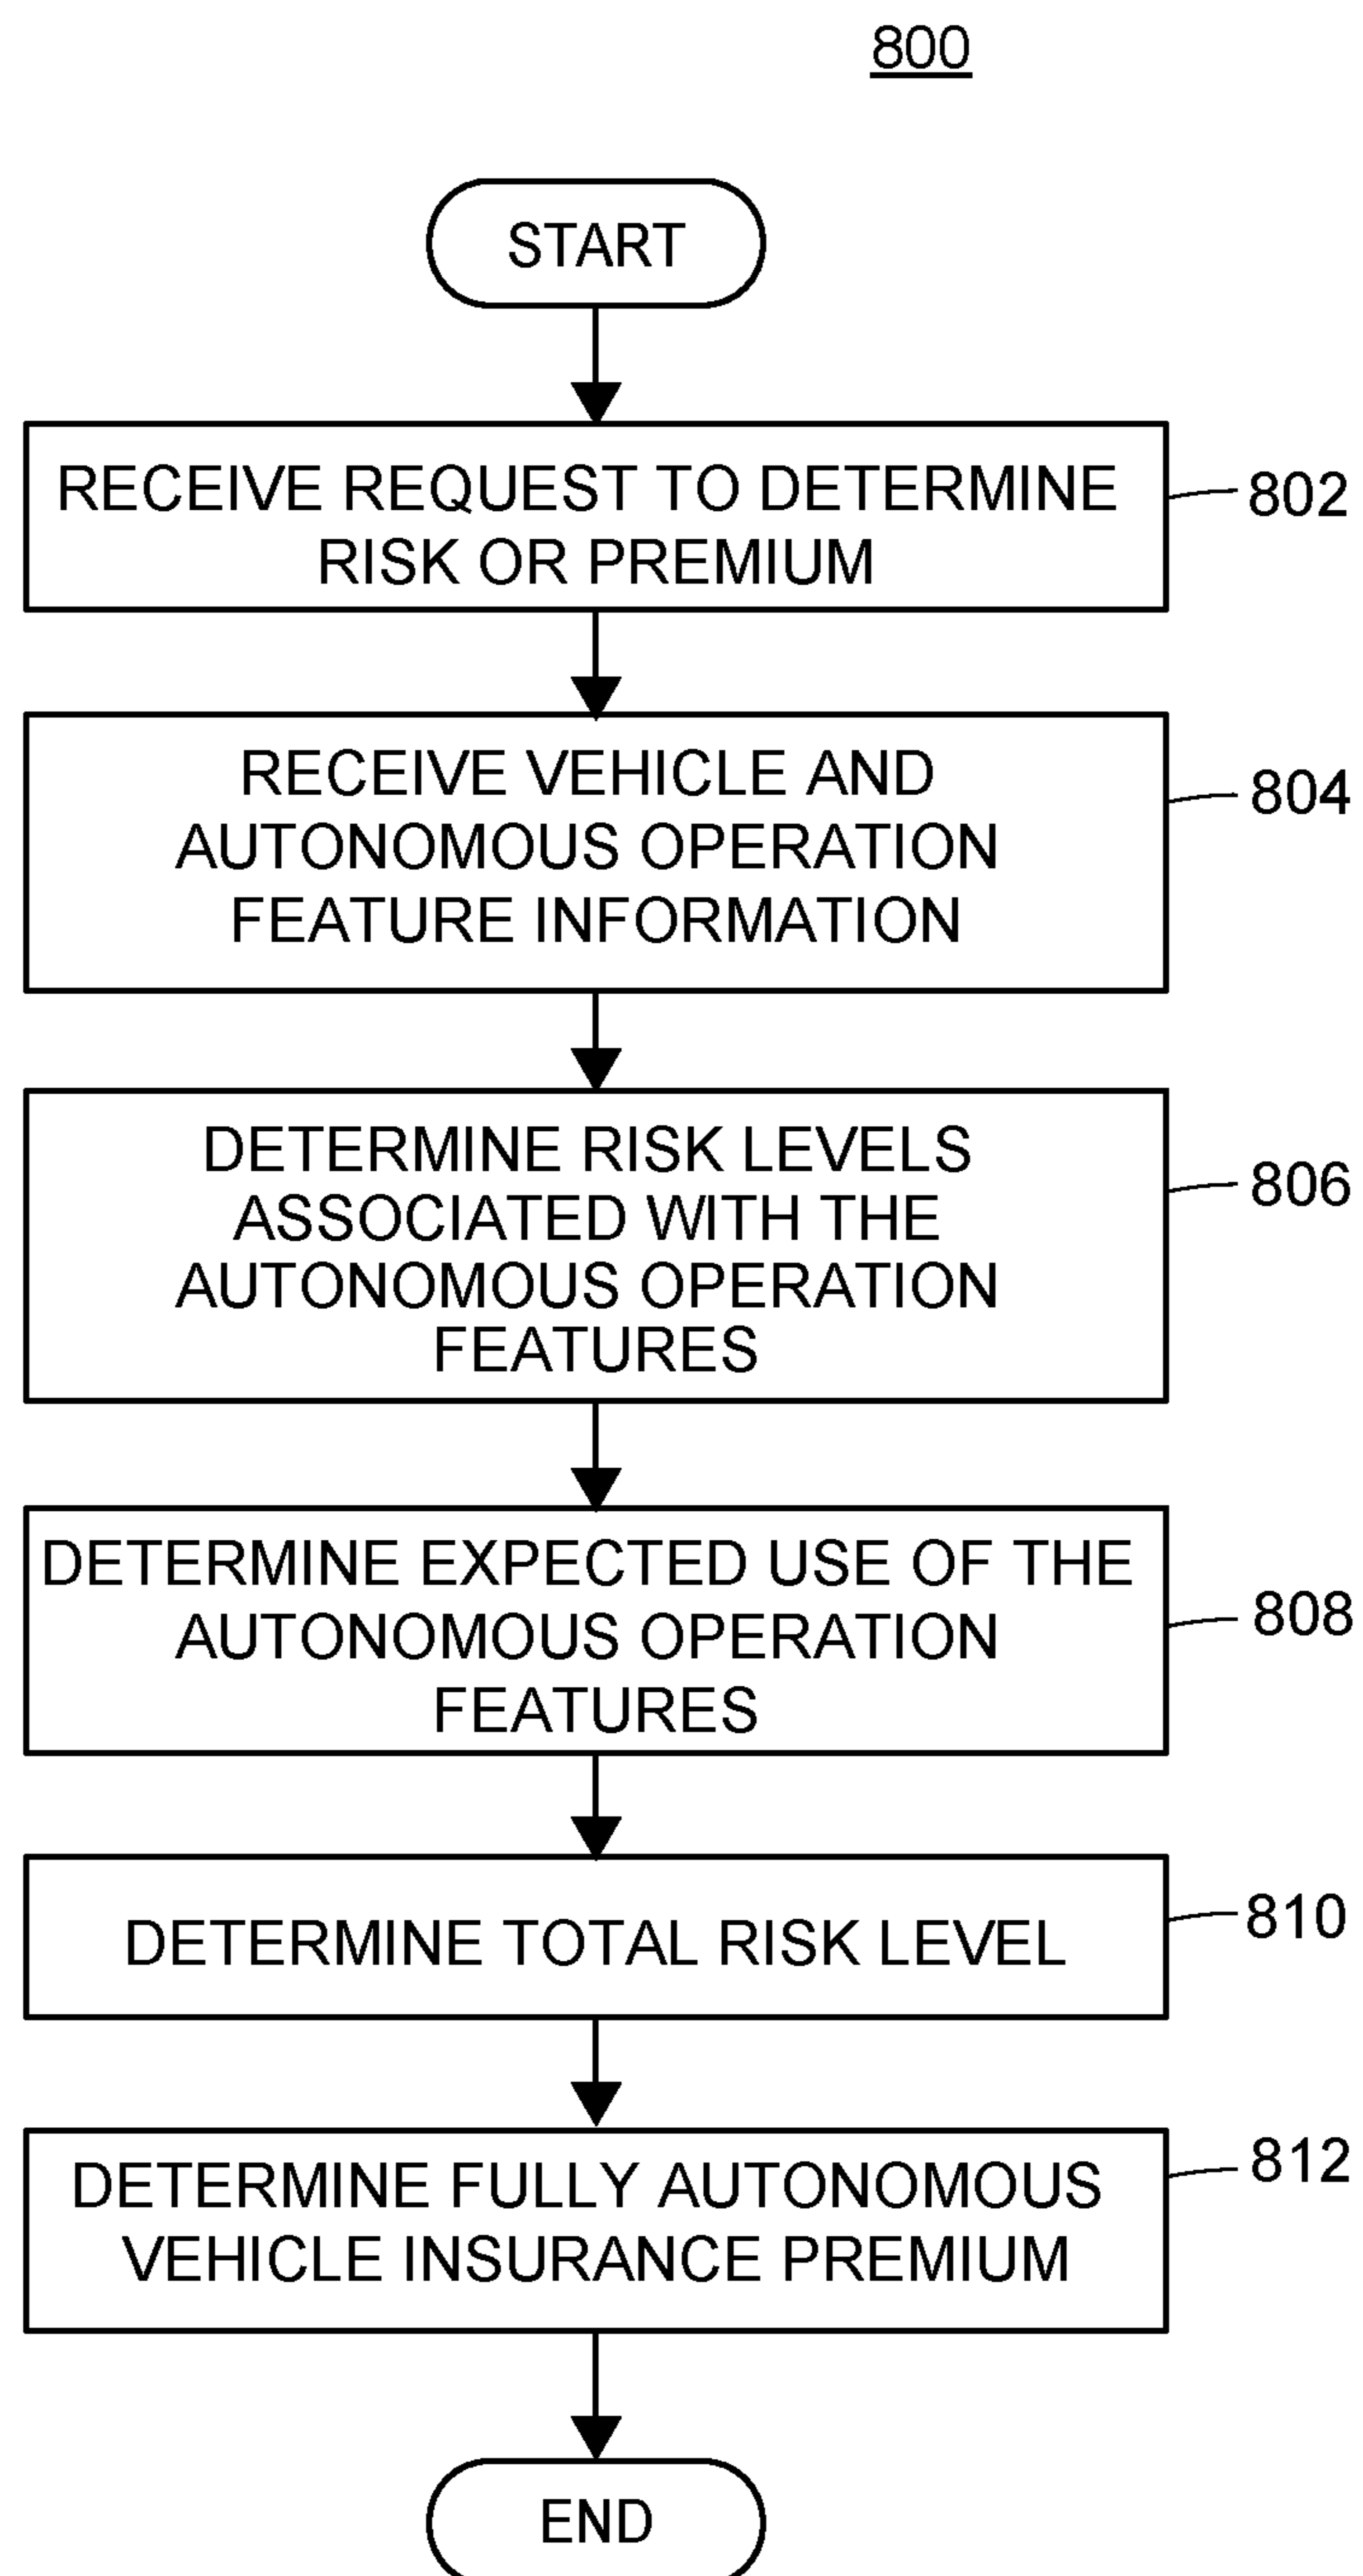 800
START
RECEIVE REQUEST TO DETERMINE
RISK OR PREMIUM
802
RECEIVE VEHICLE AND
AUTONOMOUS OPERATION
FEATURE INFORMATION
804
DETERMINE RISK LEVELS
ASSOCIATED WITH THE
AUTONOMOUS OPERATION
FEATURES
806
DETERMINE EXPECTED USE OF THE
AUTONOMOUS OPERATION
FEATURES
808
DETERMINE TOTAL RISK LEVEL
810
DETERMINE FULLY AUTONOMOUS
VEHICLE INSURANCE PREMIUM
812
END